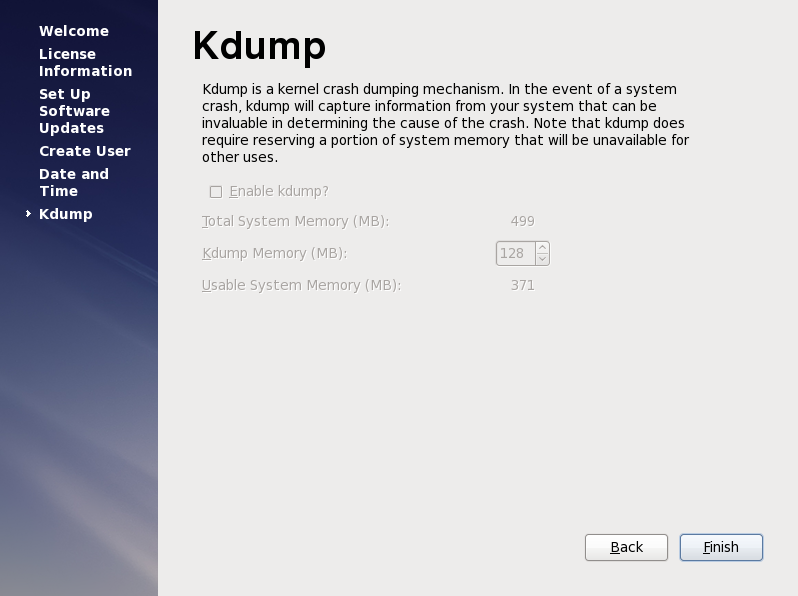 Welcome
License
Information
Set Up
Software
Updates
Create User
Date and
Time
Kdump
Kdump
Kdump is a kernel crash dumping mechanism. In the event of a system
crash, kdump will capture information from your system that can be
invaluable in determining the cause of the crash. Note that kdump does
require reserving a portion of system memory that will be unavailable for
other uses.
Enable kdump?
Total System Memory (MB): 499
Kdump Memory (MB): 128
Usable System Memory (MB): 371
Back Finish